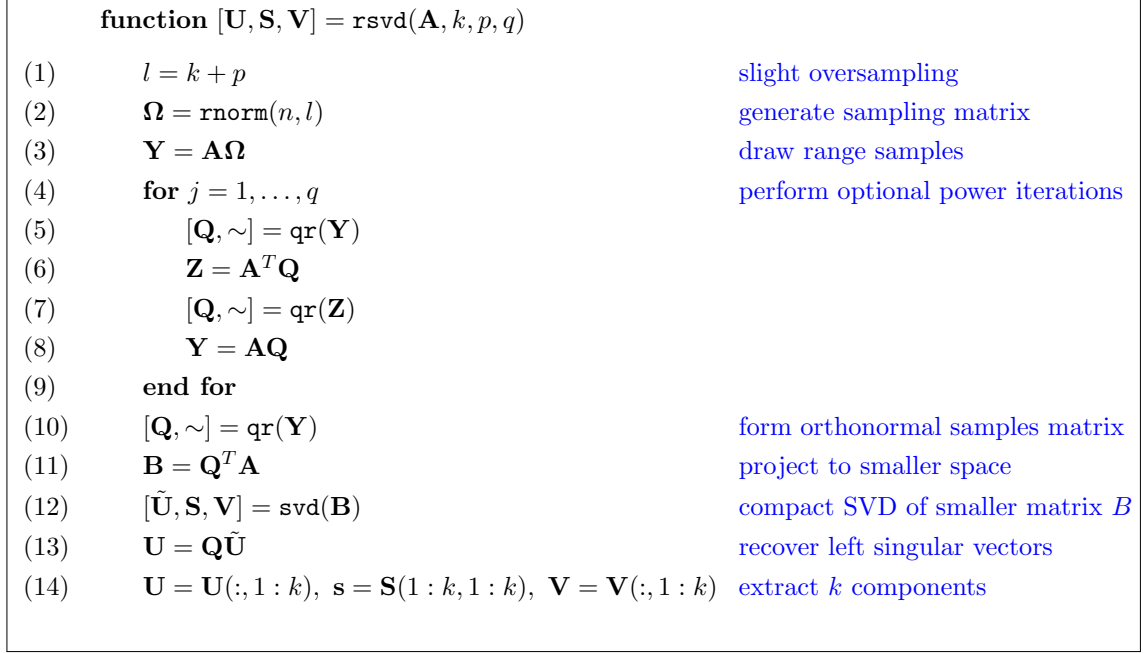 function [U, S, V] = rsvd(A, k, p, q)
(1) l = k + p slight oversampling
(2) Ω = rnorm(n, l) generate sampling matrix
(3) Y = AΩ draw range samples
(4) for j = 1, . . . , q perform optional power iterations
(5) [Q, ∼] = qr(Y)
(6) Z = Aᵀ Q
(7) [Q, ∼] = qr(Z)
(8) Y = AQ
(9) end for
(10) [Q, ∼] = qr(Y) form orthonormal samples matrix
(11) B = Qᵀ A project to smaller space
(12) [Ũ, S, V] = svd(B) compact SVD of smaller matrix B
(13) U = QŨ recover left singular vectors
(14) U = U(:, 1 : k), s = S(1 : k, 1 : k), V = V(:, 1 : k) extract k components